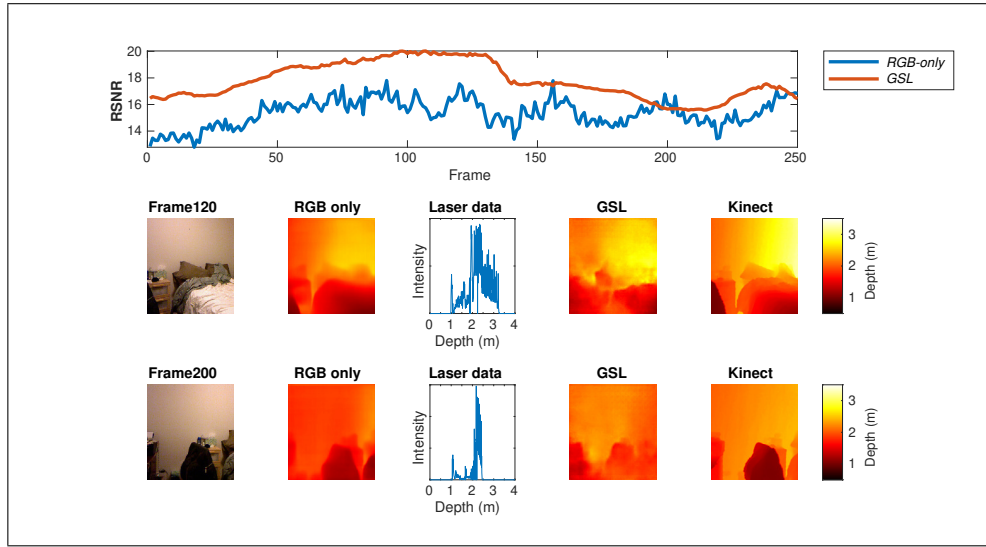 RSNR
20
18
16
14
0 50 100 150 200 250
Frame
RGB-only
GSL
Frame120 RGB only Laser data GSL Kinect
Intensity
0 1 2 3 4
Depth (m)
3
2
1
Depth (m)
Frame200 RGB only Laser data GSL Kinect
Intensity
0 1 2 3 4
Depth (m)
3
2
1
Depth (m)